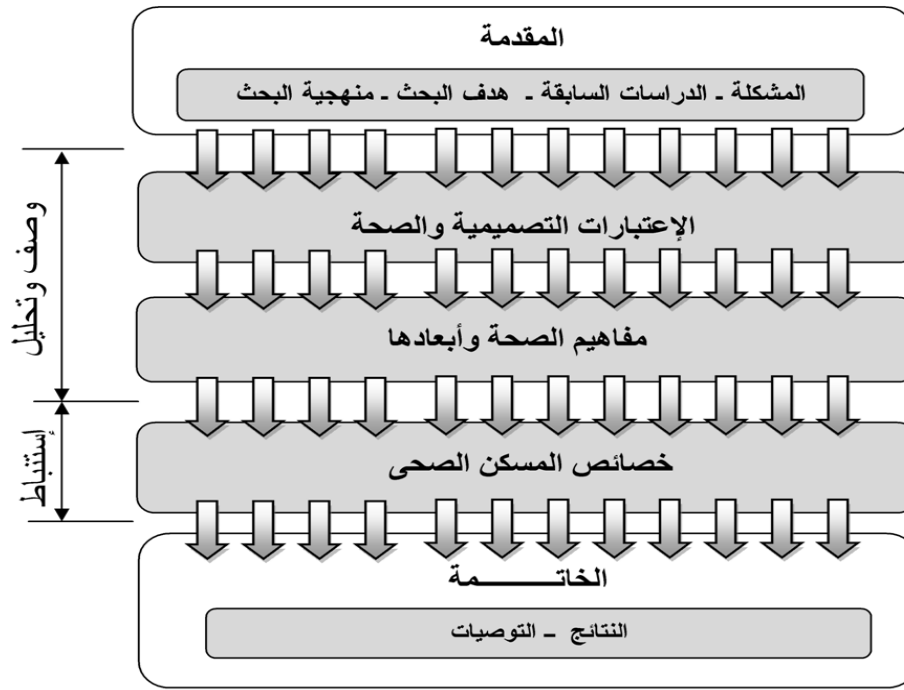 المقدمة
المشكلة - الدراسات السابقة - هدف البحث - منهجية البحث
الإعتبارات التصميمية والصحة
مفاهيم الصحة وأبعادها
خصائص المسكن الصحى
الخاتـــــــــمة
النتائج - التوصيات
وصف وتحليل
إستنباط